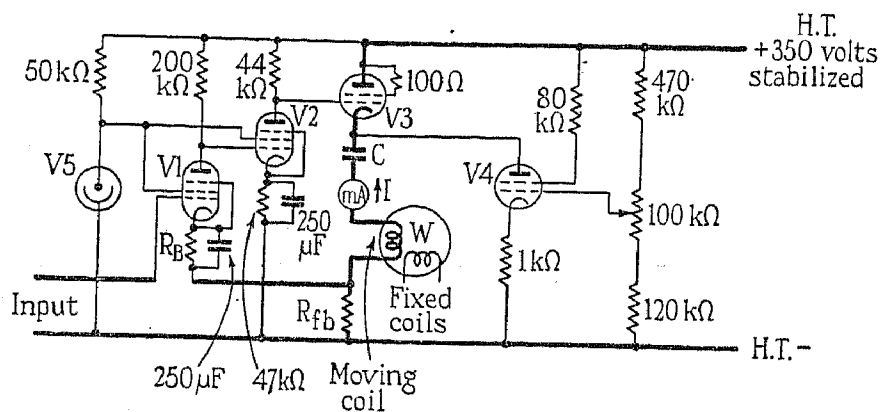 H.T.
+350 volts
stabilized
50kΩ
200
kΩ
44
kΩ
100Ω
80
kΩ
470
kΩ
V5
V1
V2
V3
V4
C
mA
I
W
R_B
250
μF
1kΩ
100kΩ
Input
R_fb
Fixed
coils
120kΩ
H.T.-
250μF
47kΩ
Moving
coil